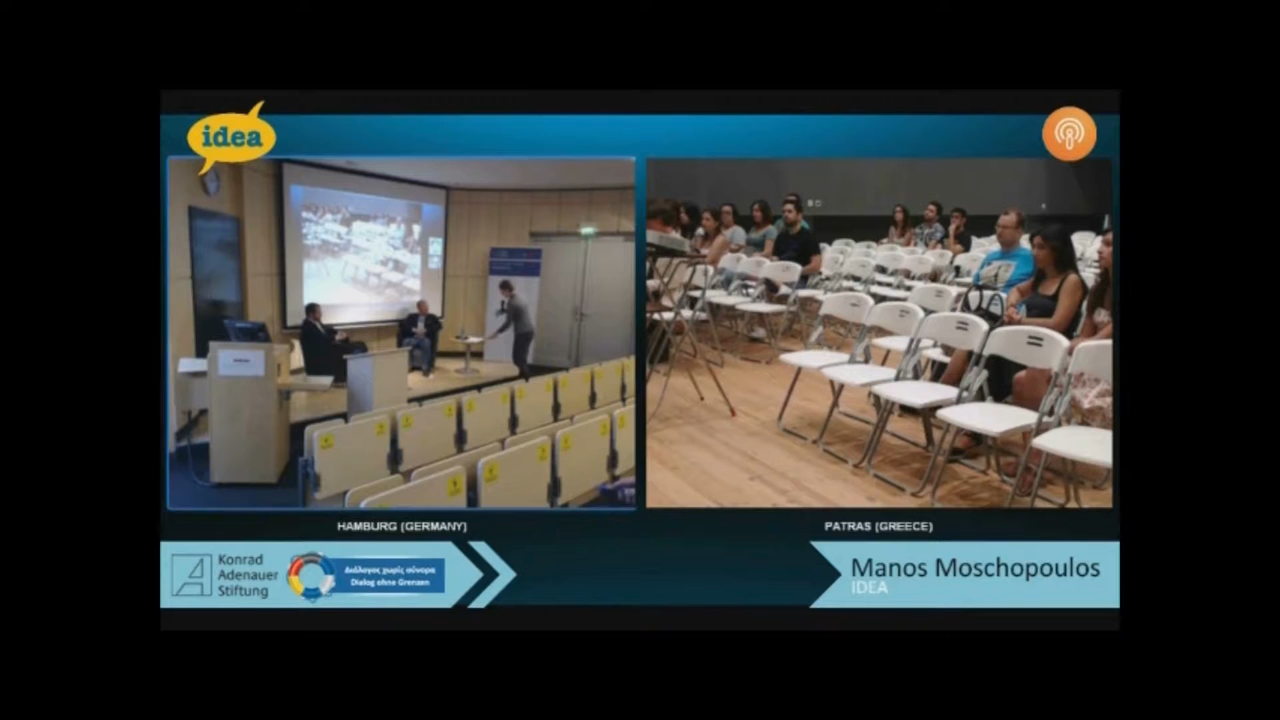 idea
HAMBURG (GERMANY)
PATRAS (GREECE)
Konrad
Adenauer
Stiftung
Διάλογος χωρίς σύνορα
Dialog ohne Grenzen
Manos Moschopoulos
IDEA